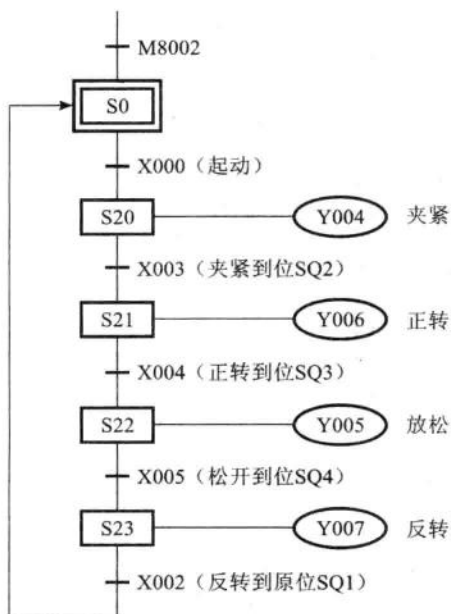 M8002
S0
X000（起动）
S20 Y004 夹紧
X003（夹紧到位SQ2）
S21 Y006 正转
X004（正转到位SQ3）
S22 Y005 放松
X005（松开到位SQ4）
S23 Y007 反转
X002（反转到原位SQ1）